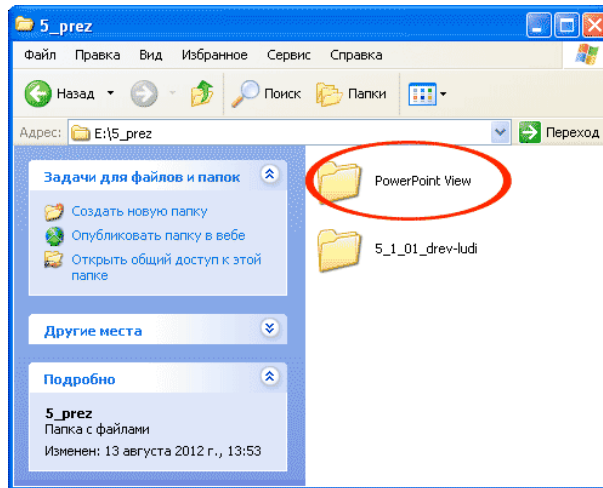 5_prez
Файл Правка Вид Избранное Сервис Справка
Назад Поиск Папки
Адрес: E:\5_prez Переход
Задачи для файлов и папок
Создать новую папку
Опубликовать папку в вебе
Открыть общий доступ к этой
папке
Другие места
Подробно
5_prez
Папка с файлами
Изменен: 13 августа 2012 г., 13:53
PowerPoint View
5_1_01_drev-ludi